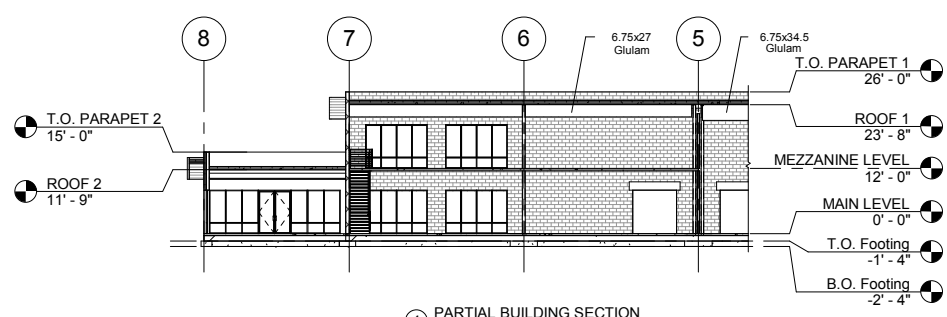 8
7
6
5
6.75x27
Glulam
6.75x34.5
Glulam
T.O. PARAPET 1
26' - 0"
ROOF 1
23' - 8"
MEZZANINE LEVEL
12' - 0"
MAIN LEVEL
0' - 0"
T.O. Footing
-1' - 4"
B.O. Footing
-2' - 4"
T.O. PARAPET 2
15' - 0"
ROOF 2
11' - 9"
PARTIAL BUILDING SECTION